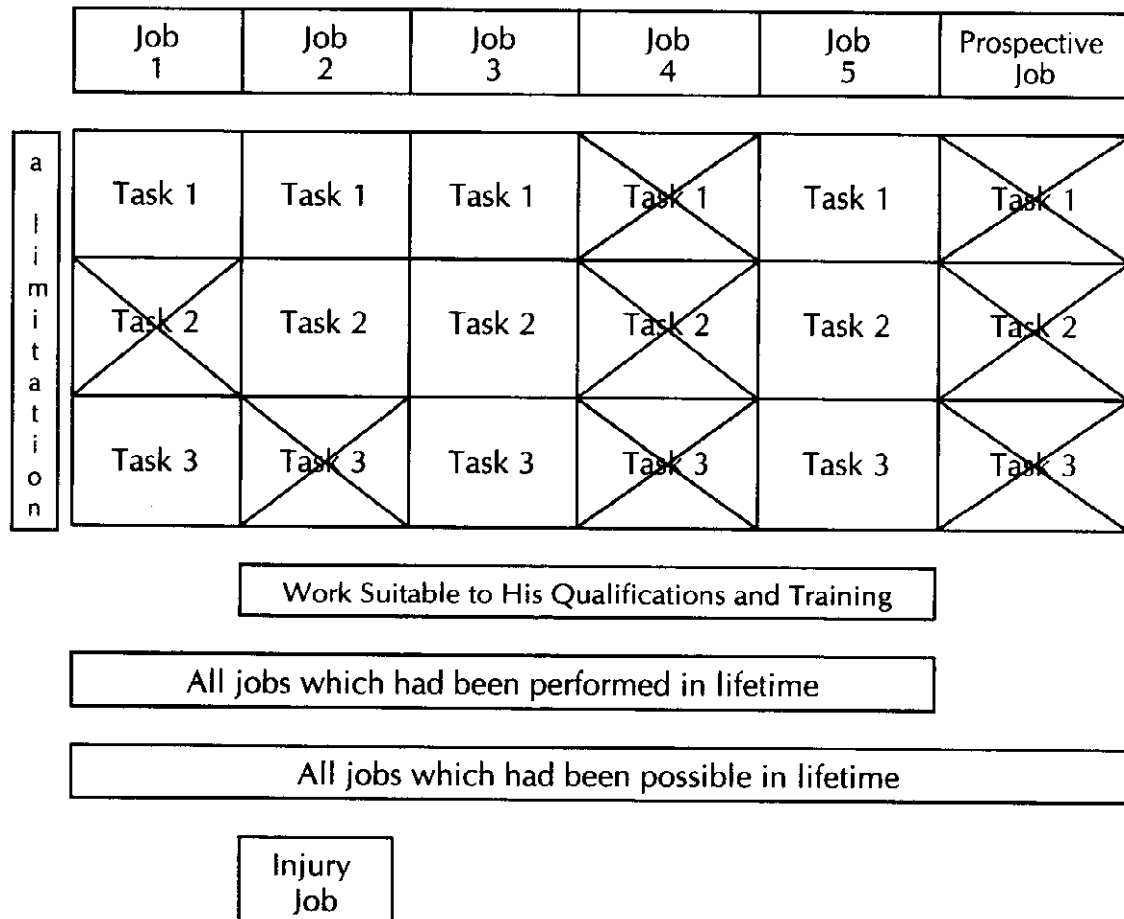 Job 1
Job 2
Job 3
Job 4
Job 5
Prospective Job
a limitation
Task 1 Task 1 Task 1 Task 1 Task 1 Task 1
Task 2 Task 2 Task 2 Task 2 Task 2 Task 2
Task 3 Task 3 Task 3 Task 3 Task 3 Task 3
Work Suitable to His Qualifications and Training
All jobs which had been performed in lifetime
All jobs which had been possible in lifetime
Injury
Job